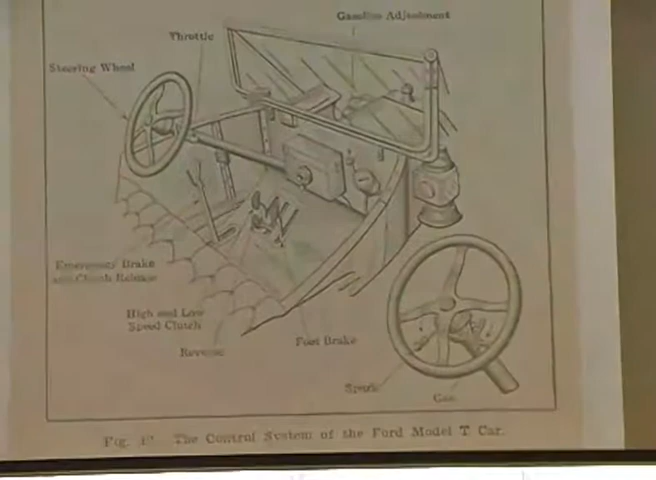 Gasoline Adjustment
Throttle
Steering Wheel
Emergency Brake
and Clutch Release
High and Low
Speed Clutch
Reverse
Foot Brake
Spark
Gas
Fig. The Control System of the Ford Model T Car.